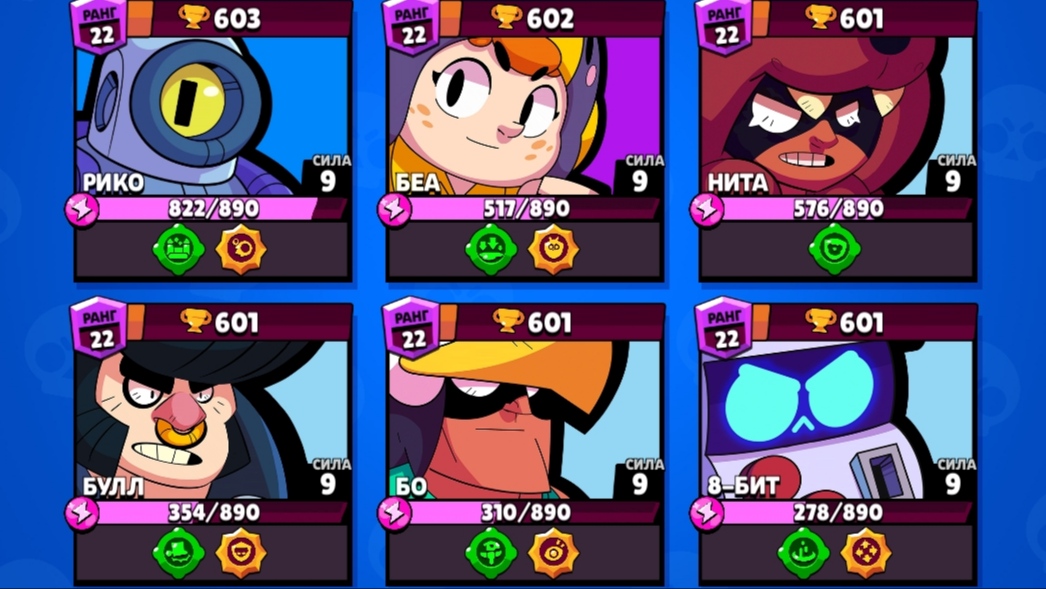 РАНГ 22 603
РАНГ 22 602
РАНГ 22 601
РИКО СИЛА 9
БЕА СИЛА 9
НИТА СИЛА 9
822/890
517/890
576/890
РАНГ 22 601
РАНГ 22 601
РАНГ 22 601
БУЛЛ СИЛА 9
БО СИЛА 9
8-БИТ СИЛА 9
354/890
310/890
278/890